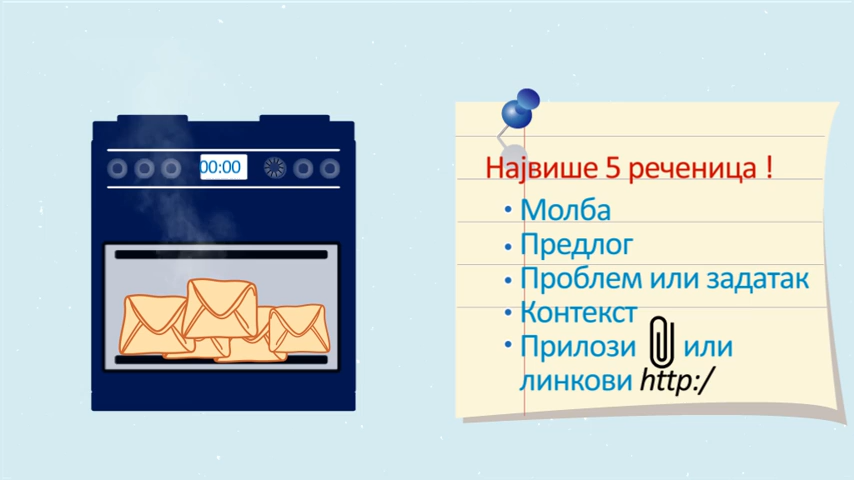 00:00
Највише 5 реченица !
• Молба
• Предлог
• Проблем или задатак
• Контекст
• Прилози или
линкови http:/